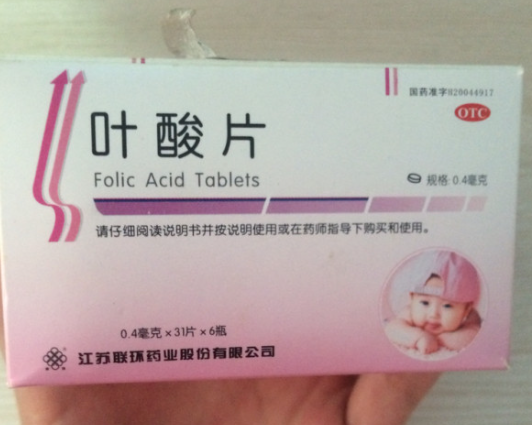 国药准字H20044917
OTC
叶酸片
Folic Acid Tablets
规格:0.4毫克
请仔细阅读说明书并按说明使用或在药师指导下购买和使用。
0.4毫克×31片×6瓶
江苏联环药业股份有限公司